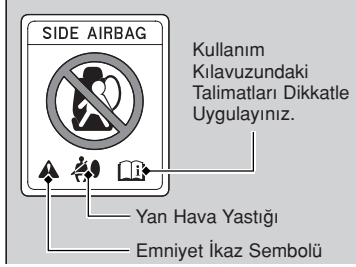 SIDE AIRBAG
Kullanım
Kılavuzundaki
Talimatları Dikkatle
Uygulayınız.
Yan Hava Yastığı
Emniyet İkaz Sembolü